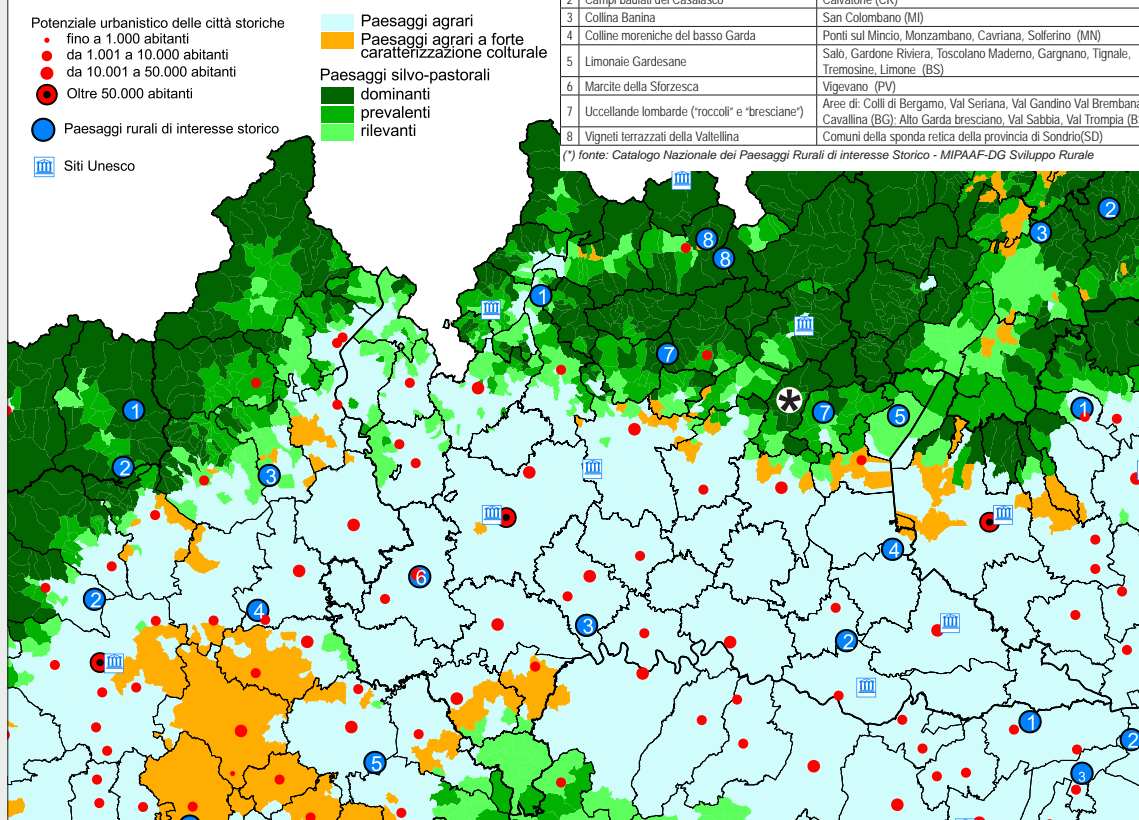 Potenziale urbanistico delle città storiche
fino a 1.000 abitanti
da 1.001 a 10.000 abitanti
da 10.001 a 50.000 abitanti
Oltre 50.000 abitanti
Paesaggi rurali di interesse storico
Siti Unesco
Paesaggi agrari
Paesaggi agrari a forte
caratterizzazione colturale
Paesaggi silvo-pastorali
dominanti
prevalenti
rilevanti
3 Collina Banina San Colombano (MI)
4 Colline moreniche del basso Garda Ponti sul Mincio, Monzambano, Cavriana, Solferino (MN)
5 Limonaie Gardesane Salo, Gardone Riviera, Toscolano Maderno, Gargnano, Tignale,
Tremosine, Limone (BS)
6 Marcite della Sforzesca Vigevano (PV)
7 Uccellande lombarde ("roccoli" e "bresciane") Aree di: Colli di Bergamo, Val Seriana, Val Gandino Val Brembana
Cavallina (BG): Alto Garda bresciano, Val Sabbia, Val Trompia
8 Vigneti terrazzati della Valtellina Comuni della sponda retica della provincia di Sondrio(SD)
(*) fonte: Catalogo Nazionale dei Paesaggi Rurali di interesse Storico - MIPAAF-DG Sviluppo Rurale
2
8
3
8
1
7
1
7
5
1
2
3
4
6
2
4
3
2
1
2
5
3